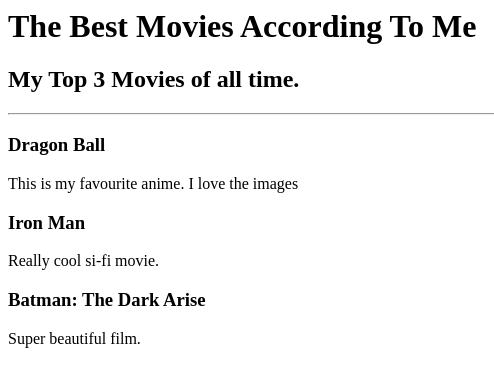 The Best Movies According To Me
My Top 3 Movies of all time.
Dragon Ball
This is my favourite anime. I love the images
Iron Man
Really cool si-fi movie.
Batman: The Dark Arise
Super beautiful film.